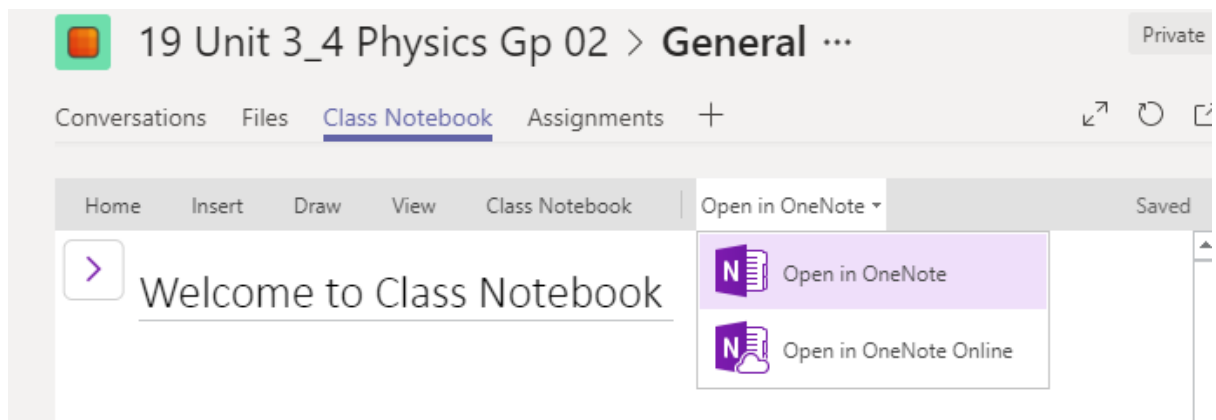 19 Unit 3_4 Physics Gp 02 > General ···
Private
Conversations Files Class Notebook Assignments +
Home Insert Draw View Class Notebook Open in OneNote Saved
N Open in OneNote
Welcome to Class Notebook
N Open in OneNote Online